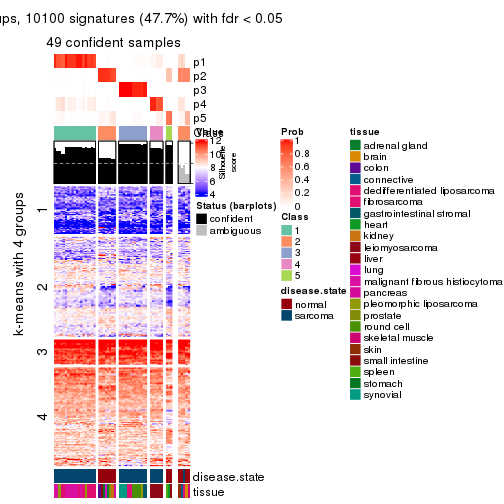 ups, 10100 signatures (47.7%) with fdr < 0.05
49 confident samples
p1
p2
p3
p4
p5
Class
Value
12
10
8
6
4
Silhouette
score
1
2
3
4
k-means with 4 groups
disease.state
tissue
Status (barplots)
confident
ambiguous
Prob
1
0.8
0.6
0.4
0.2
0
Class
1
2
3
4
5
disease.state
normal
sarcoma
tissue
adrenal gland
brain
colon
connective
dedifferentiated liposarcoma
fibrosarcoma
gastrointestinal stromal
heart
kidney
leiomyosarcoma
liver
lung
malignant fibrous histiocytoma
pancreas
pleomorphic liposarcoma
prostate
round cell
skeletal muscle
skin
small intestine
spleen
stomach
synovial